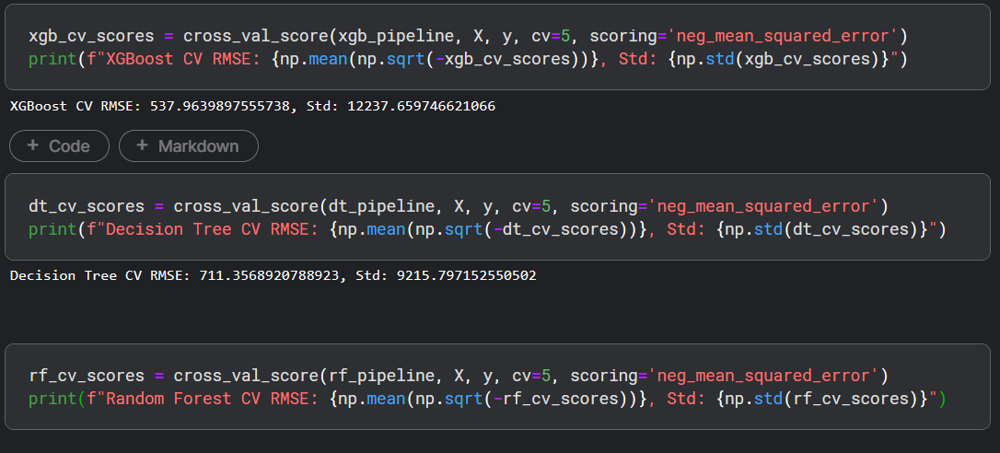 xgb_cv_scores = cross_val_score(xgb_pipeline, X, y, cv=5, scoring='neg_mean_squared_error')
print(f"XGBoost CV RMSE: {np.mean(np.sqrt(-xgb_cv_scores))}, Std: {np.std(xgb_cv_scores)}")
XGBoost CV RMSE: 537.9639897555738, Std: 12237.659746621066
+ Code + Markdown
dt_cv_scores = cross_val_score(dt_pipeline, X, y, cv=5, scoring='neg_mean_squared_error')
print(f"Decision Tree CV RMSE: {np.mean(np.sqrt(-dt_cv_scores))}, Std: {np.std(dt_cv_scores)}")
Decision Tree CV RMSE: 711.3568920788923, Std: 9215.797152550502
rf_cv_scores = cross_val_score(rf_pipeline, X, y, cv=5, scoring='neg_mean_squared_error')
print(f"Random Forest CV RMSE: {np.mean(np.sqrt(-rf_cv_scores))}, Std: {np.std(rf_cv_scores)}")